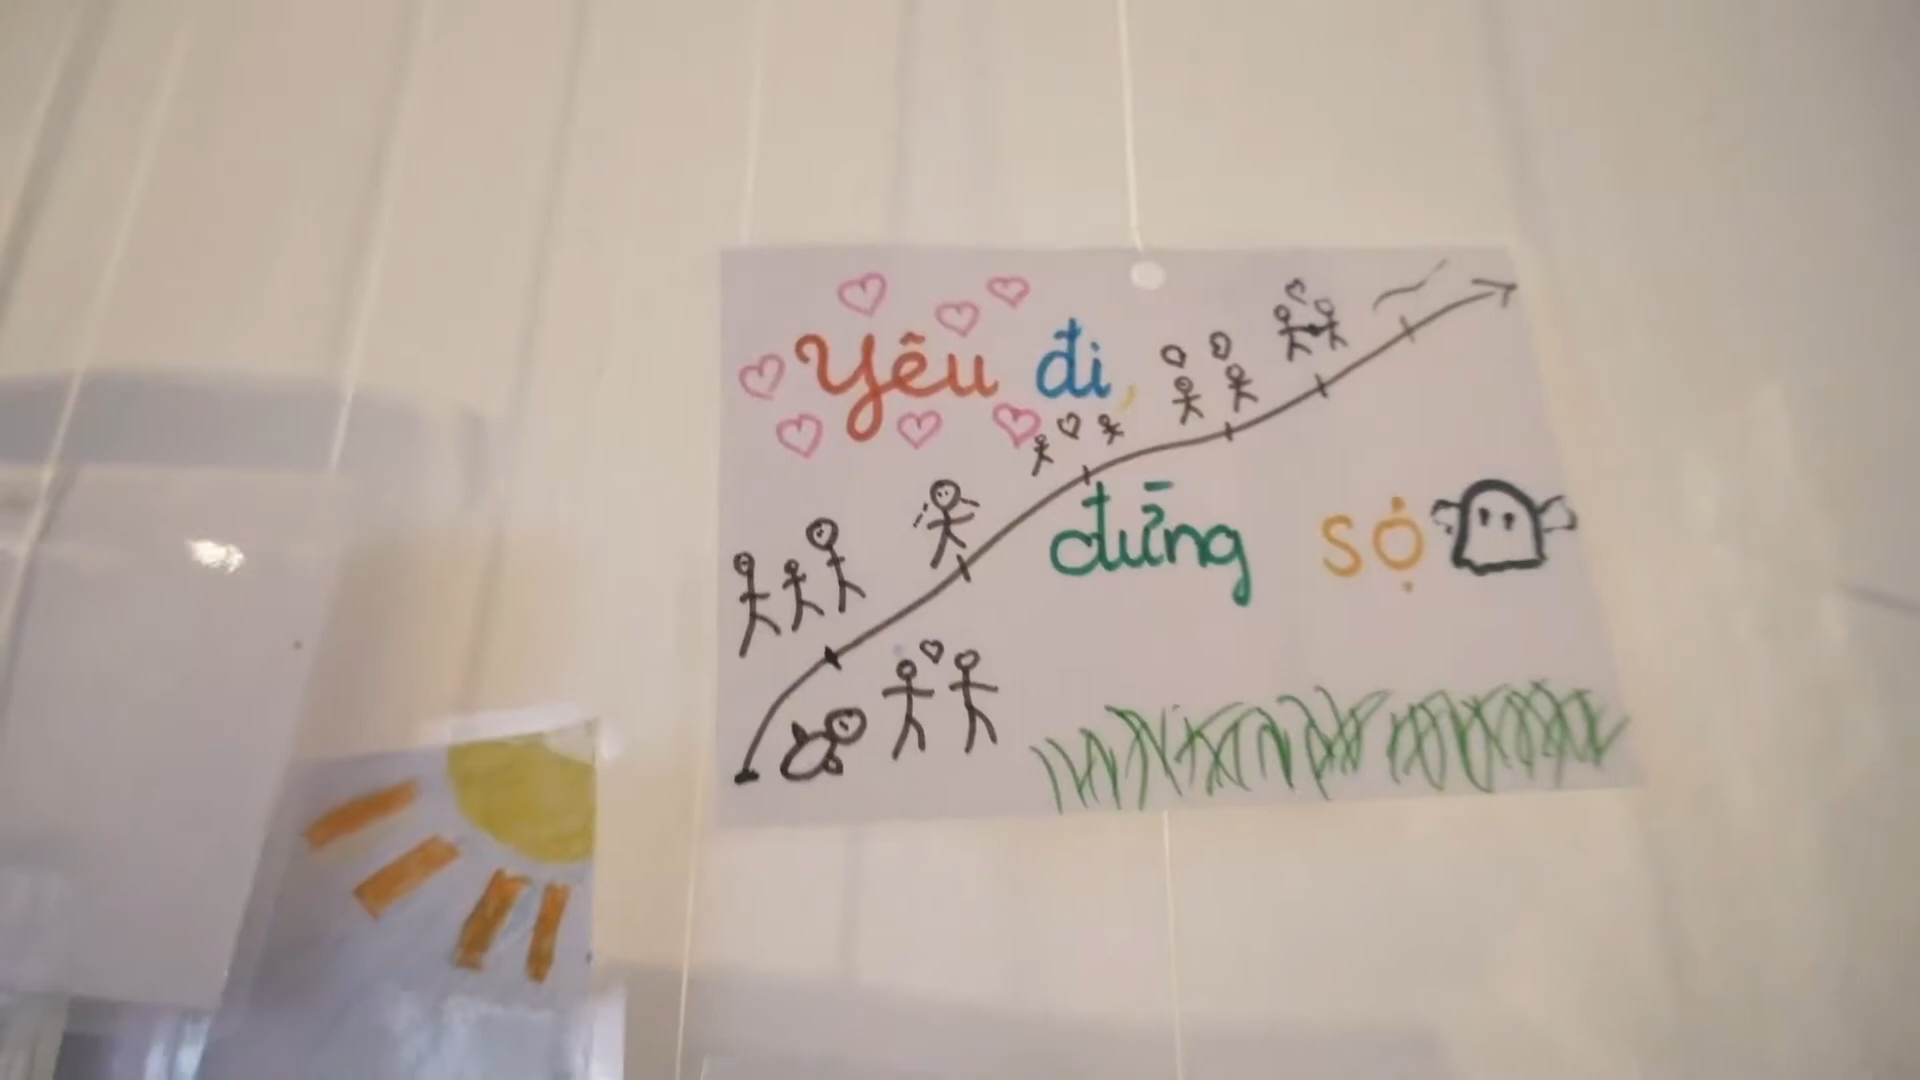 Yêu đi,
đừng sợ